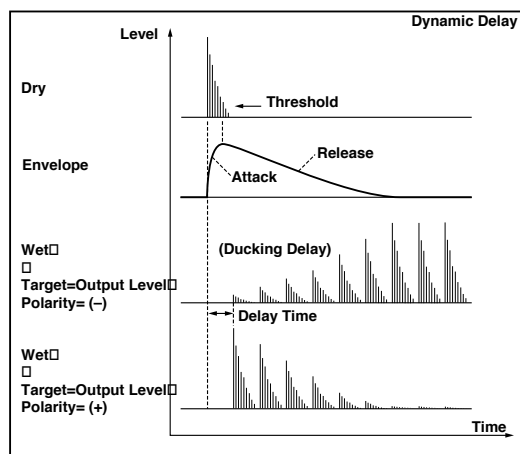 Dynamic Delay
Level
Dry
Threshold
Envelope
Release
Attack
Wet□
□
Target=Output Level□
Polarity= (–)
(Ducking Delay)
Delay Time
Wet□
□
Target=Output Level□
Polarity= (+)
Time